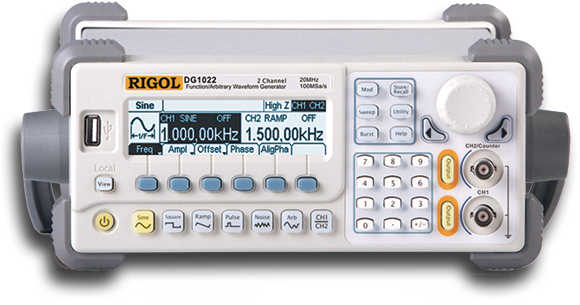 RIGOL DG1022 2 Channel 20MHz
Function/Arbitrary Waveform Generator 100MSa/s
Sine High Z CH1 CH2
CH1 SINE OFF CH2 RAMP OFF
1/F 1.000,00kHz 1.500,00kHz
Freq Ampl Offset Phase AligPha
Local
View
Sine Square Ramp Pulse Noise Arb CH1 CH2
Mod Store/Recall
Sweep Utility
Burst Help
7 8 9
4 5 6
1 2 3
0 . +/-
CH2/Counter
Output
CH1
Output